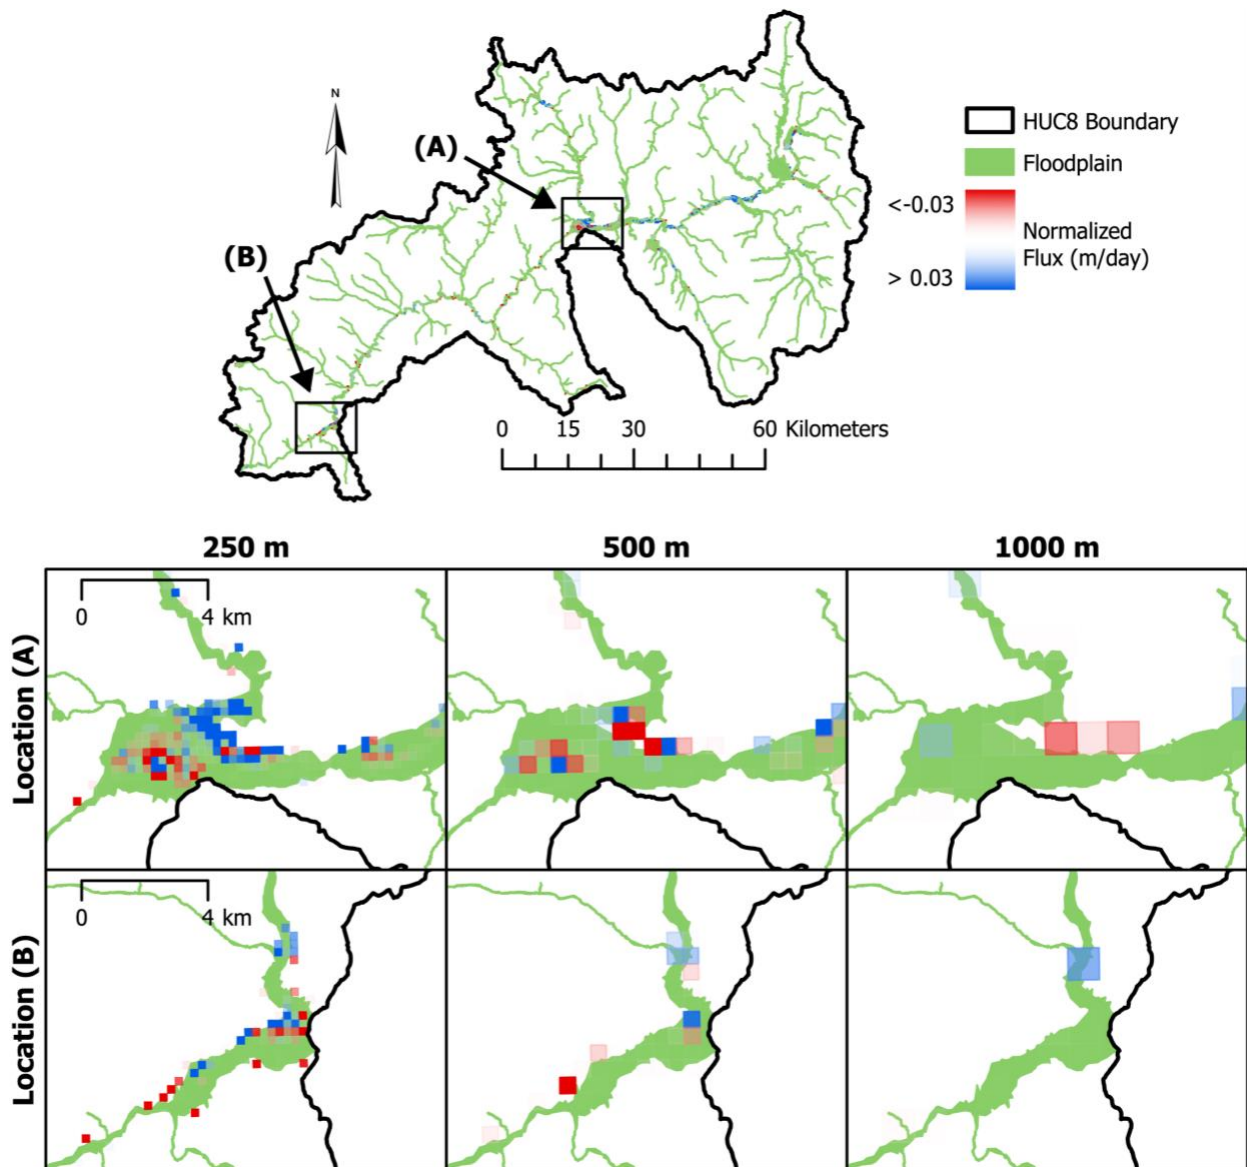 N
(A)
(B)
HUC8 Boundary
Floodplain
<-0.03
Normalized
Flux (m/day)
> 0.03
0 15 30 60 Kilometers
250 m 500 m 1000 m
Location (A)
0 4 km
Location (B)
0 4 km